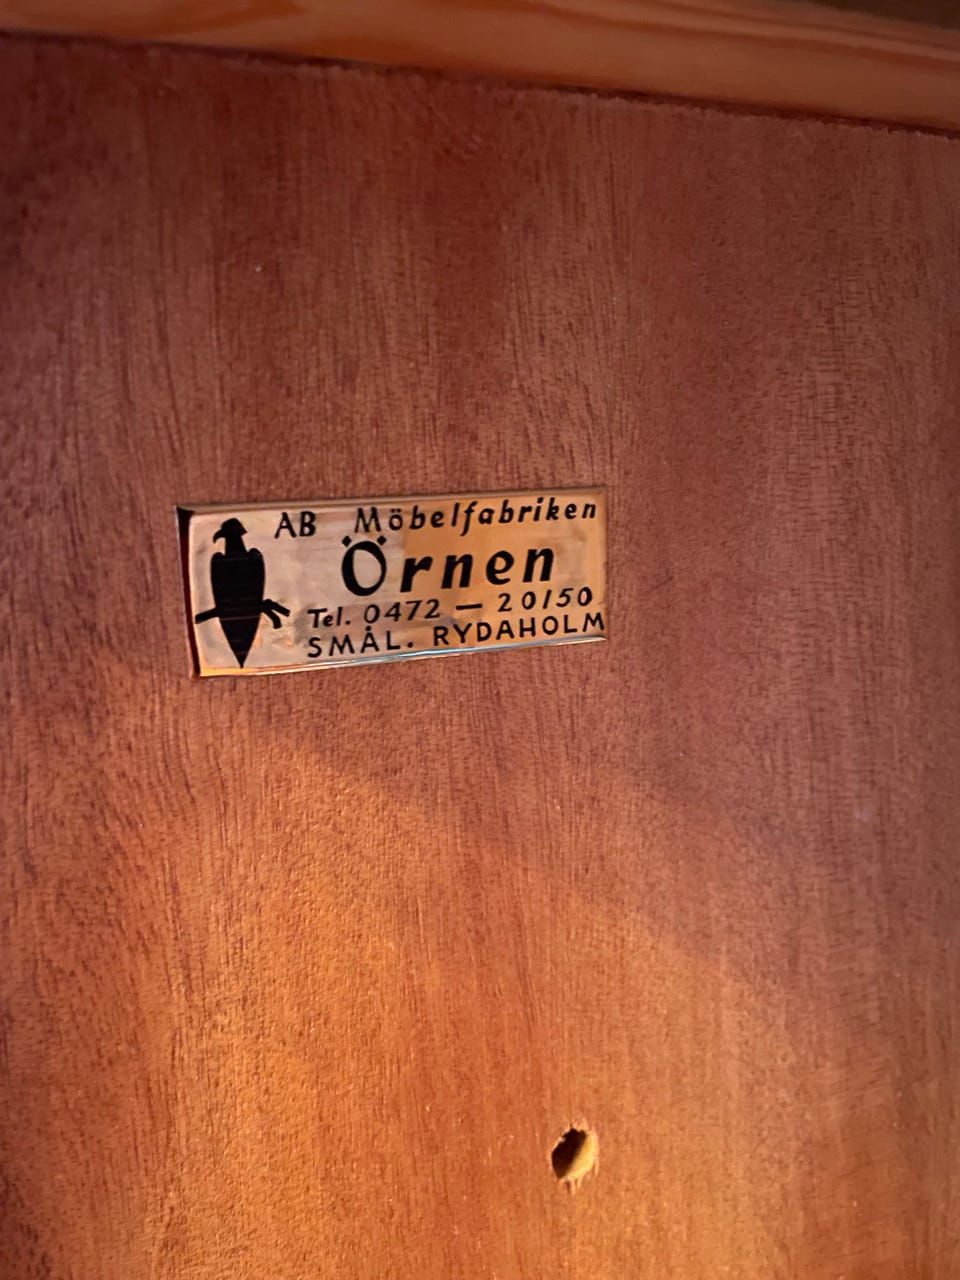 AB Möbelfabriken
Örnen
Tel. 0472 — 20150
SMÅL. RYDAHOLM